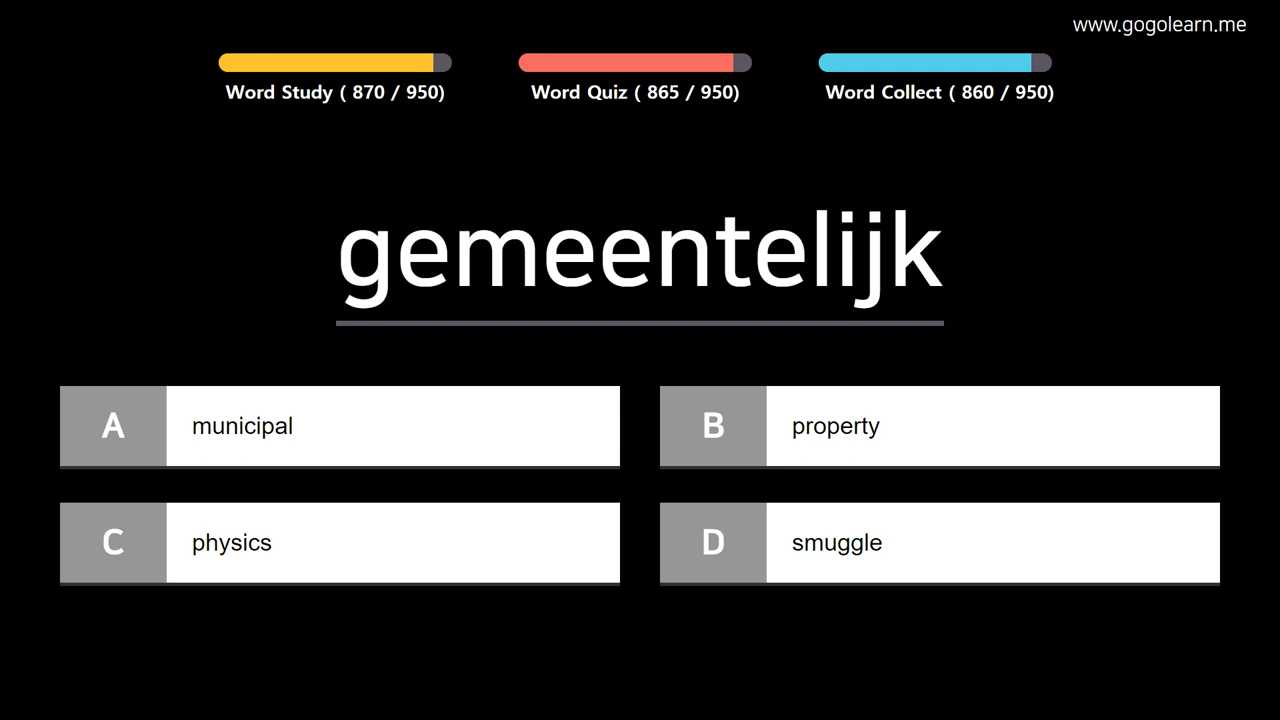 www.gogolearn.me
Word Study ( 870 / 950)
Word Quiz ( 865 / 950)
Word Collect ( 860 / 950)
gemeentelijk
A municipal
B property
C physics
D smuggle